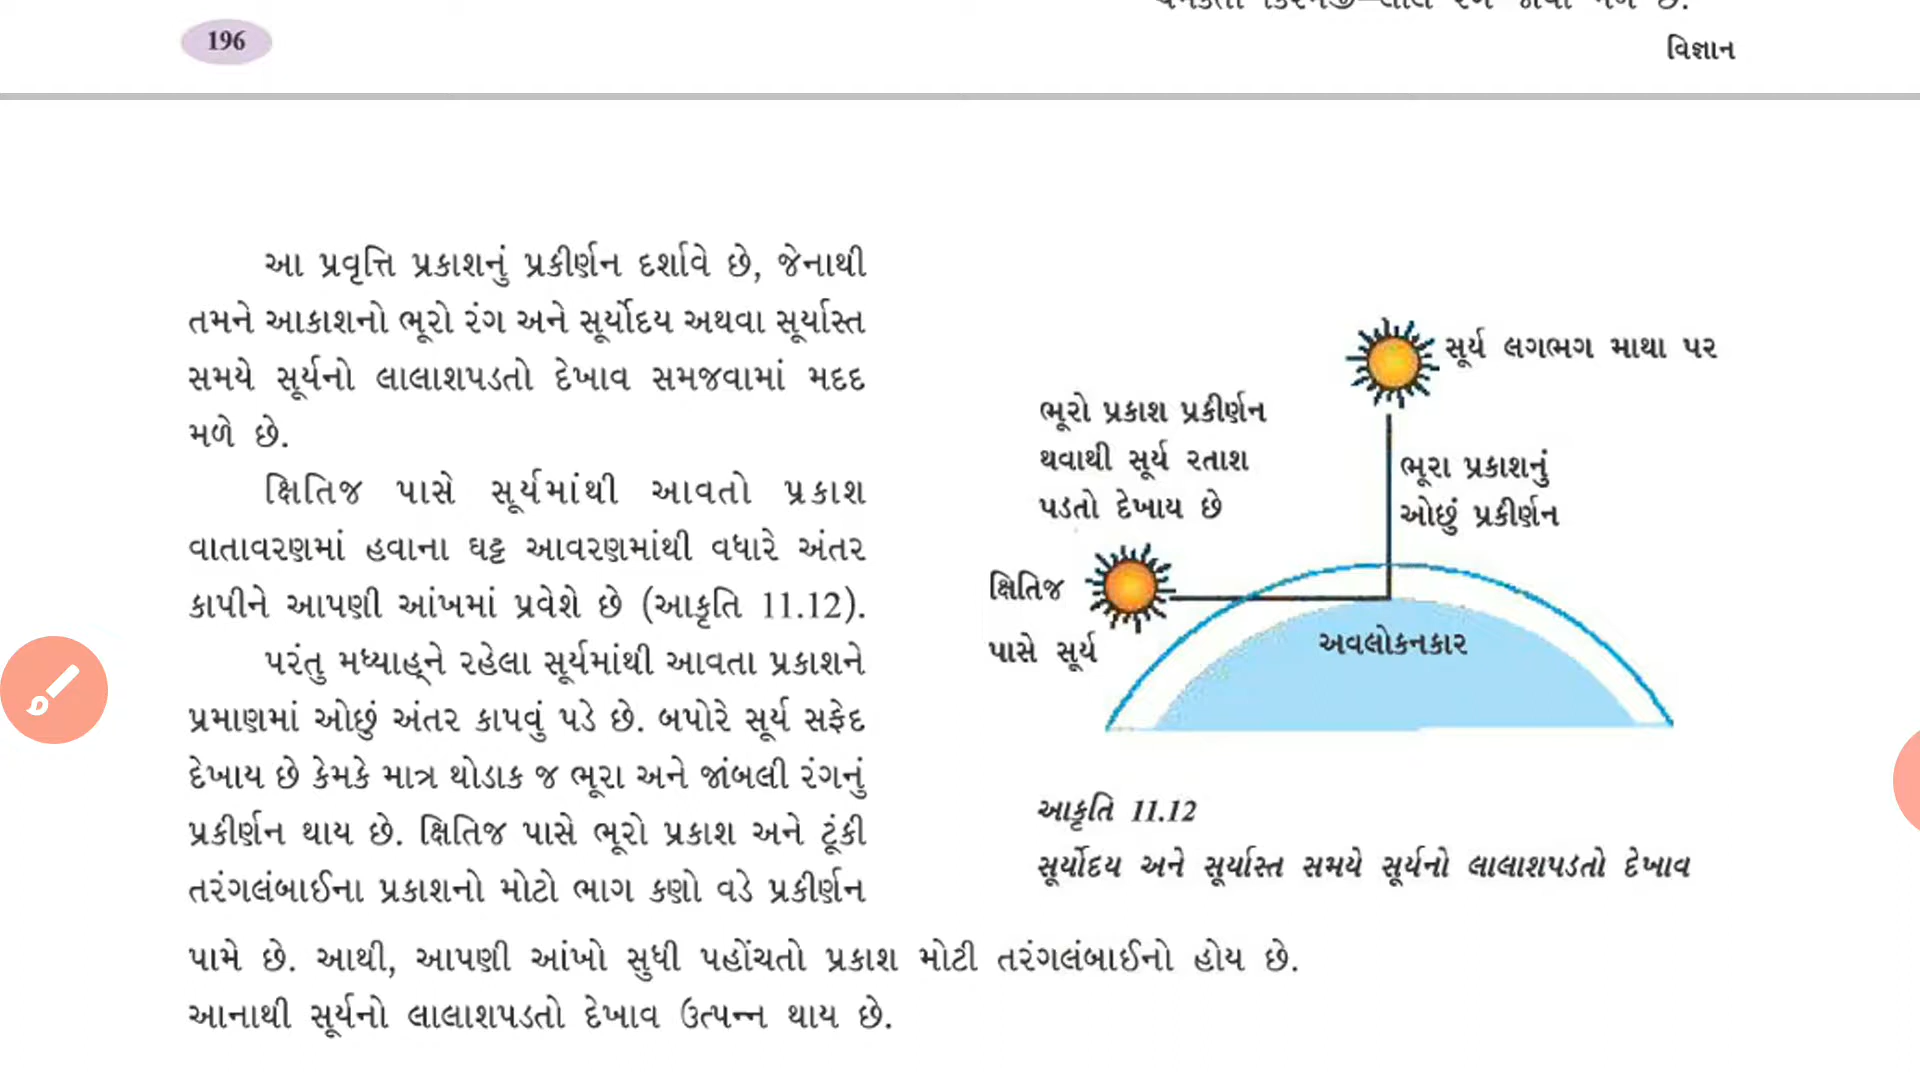 196
વિજ્ઞાન
આ પ્રવૃત્તિ પ્રકાશનું પ્રકીર્ણન દર્શાવે છે, જેનાથી
તમને આકાશનો ભૂરો રંગ અને સૂર્યોદય અથવા સૂર્યાસ્ત
સમયે સૂર્યનો લાલાશપડતો દેખાવ સમજવામાં મદદ
મળે છે.
ક્ષિતિજ પાસે સૂર્યમાંથી આવતો પ્રકાશ
વાતાવરણમાં હવાના ઘટ્ટ આવરણમાંથી વધારે અંતર
કાપીને આપણી આંખમાં પ્રવેશે છે (આકૃતિ 11.12).
પરંતુ મધ્યાહ્ને રહેલા સૂર્યમાંથી આવતા પ્રકાશને
પ્રમાણમાં ઓછું અંતર કાપવું પડે છે. બપોરે સૂર્ય સફેદ
દેખાય છે કેમકે માત્ર થોડાક જ ભૂરા અને જાંબલી રંગનું
પ્રકીર્ણન થાય છે. ક્ષિતિજ પાસે ભૂરો પ્રકાશ અને ટૂંકી
તરંગલંબાઈના પ્રકાશનો મોટો ભાગ કણો વડે પ્રકીર્ણન
પામે છે. આથી, આપણી આંખો સુધી પહોંચતો પ્રકાશ મોટી તરંગલંબાઈનો હોય છે.
આનાથી સૂર્યનો લાલાશપડતો દેખાવ ઉત્પન્ન થાય છે.
સૂર્ય લગભગ માથા પર
ભૂરો પ્રકાશ પ્રકીર્ણન
થવાથી સૂર્ય રતાશ
પડતો દેખાય છે
ભૂરા પ્રકાશનું
ઓછું પ્રકીર્ણન
ક્ષિતિજ
પાસે સૂર્ય
અવલોકનકાર
આકૃતિ 11.12
સૂર્યોદય અને સૂર્યાસ્ત સમયે સૂર્યનો લાલાશપડતો દેખાવ